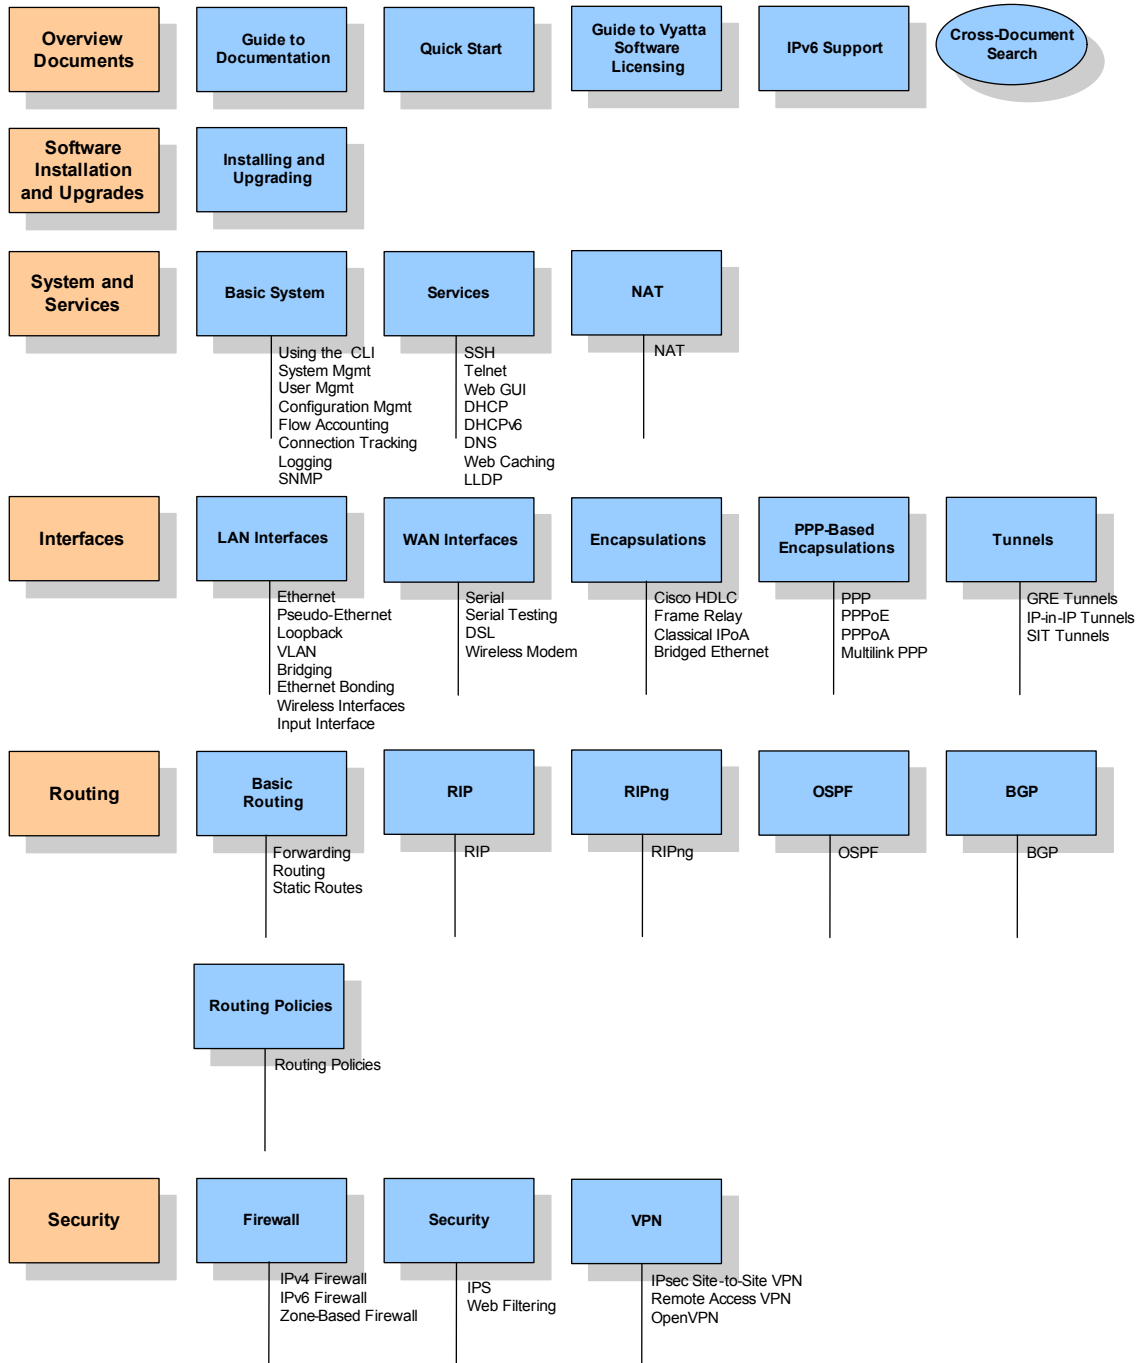 Overview
Documents
Guide to
Documentation
Quick Start
Guide to Vyatta
Software
Licensing
IPv6 Support
Cross-Document
Search
Software
Installation
and Upgrades
Installing and
Upgrading
System and
Services
Basic System
Using the CLI
System Mgmt
User Mgmt
Configuration Mgmt
Flow Accounting
Connection Tracking
Logging
SNMP
Services
SSH
Telnet
Web GUI
DHCP
DHCPv6
DNS
Web Caching
LLDP
NAT
NAT
Interfaces
LAN Interfaces
Ethernet
Pseudo-Ethernet
Loopback
VLAN
Bridging
Ethernet Bonding
Wireless Interfaces
Input Interface
WAN Interfaces
Serial
Serial Testing
DSL
Wireless Modem
Encapsulations
Cisco HDLC
Frame Relay
Classical IPoA
Bridged Ethernet
PPP-Based
Encapsulations
PPP
PPPoE
PPPoA
Multilink PPP
Tunnels
GRE Tunnels
IP-in-IP Tunnels
SIT Tunnels
Routing
Basic
Routing
Forwarding
Routing
Static Routes
RIP
RIP
RIPng
RIPng
OSPF
OSPF
BGP
BGP
Routing Policies
Routing Policies
Security
Firewall
IPv4 Firewall
IPv6 Firewall
Zone-Based Firewall
Security
IPS
Web Filtering
VPN
IPsec Site-to-Site VPN
Remote Access VPN
OpenVPN